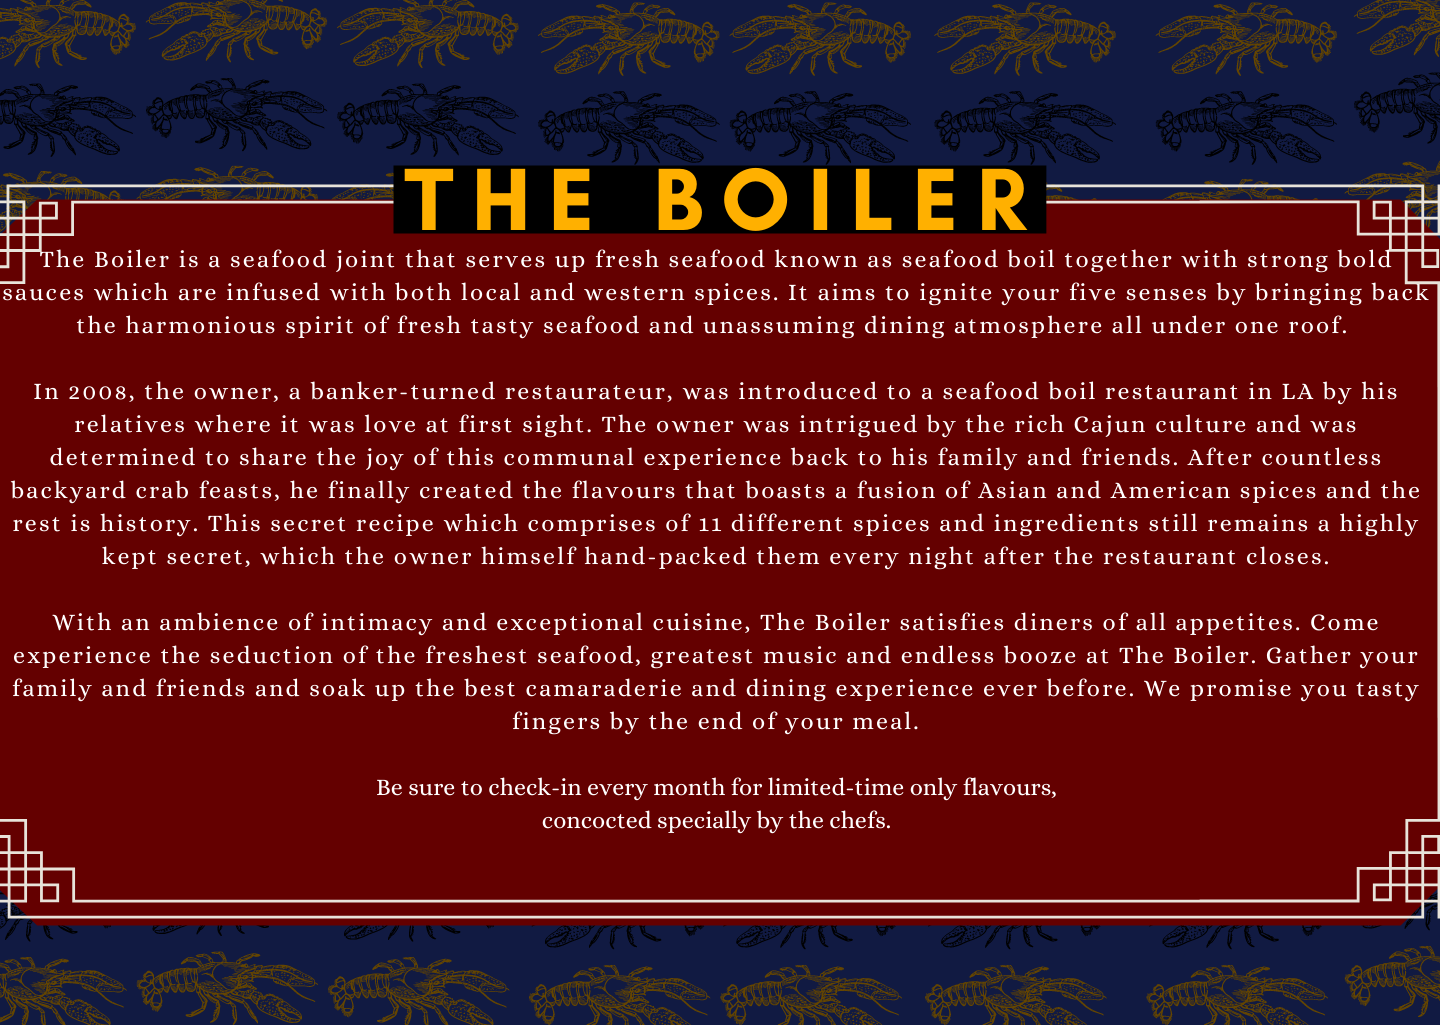 THE BOILER
The Boiler is a seafood joint that serves up fresh seafood known as seafood boil together with strong bold
sauces which are infused with both local and western spices. It aims to ignite your five senses by bringing back
the harmonious spirit of fresh tasty seafood and unassuming dining atmosphere all under one roof.
In 2008, the owner, a banker-turned restaurateur, was introduced to a seafood boil restaurant in LA by his
relatives where it was love at first sight. The owner was intrigued by the rich Cajun culture and was
determined to share the joy of this communal experience back to his family and friends. After countless
backyard crab feasts, he finally created the flavours that boasts a fusion of Asian and American spices and the
rest is history. This secret recipe which comprises of 11 different spices and ingredients still remains a highly
kept secret, which the owner himself hand-packed them every night after the restaurant closes.
With an ambience of intimacy and exceptional cuisine, The Boiler satisfies diners of all appetites. Come
experience the seduction of the freshest seafood, greatest music and endless booze at The Boiler. Gather your
family and friends and soak up the best camaraderie and dining experience ever before. We promise you tasty
fingers by the end of your meal.
Be sure to check-in every month for limited-time only flavours,
concocted specially by the chefs.